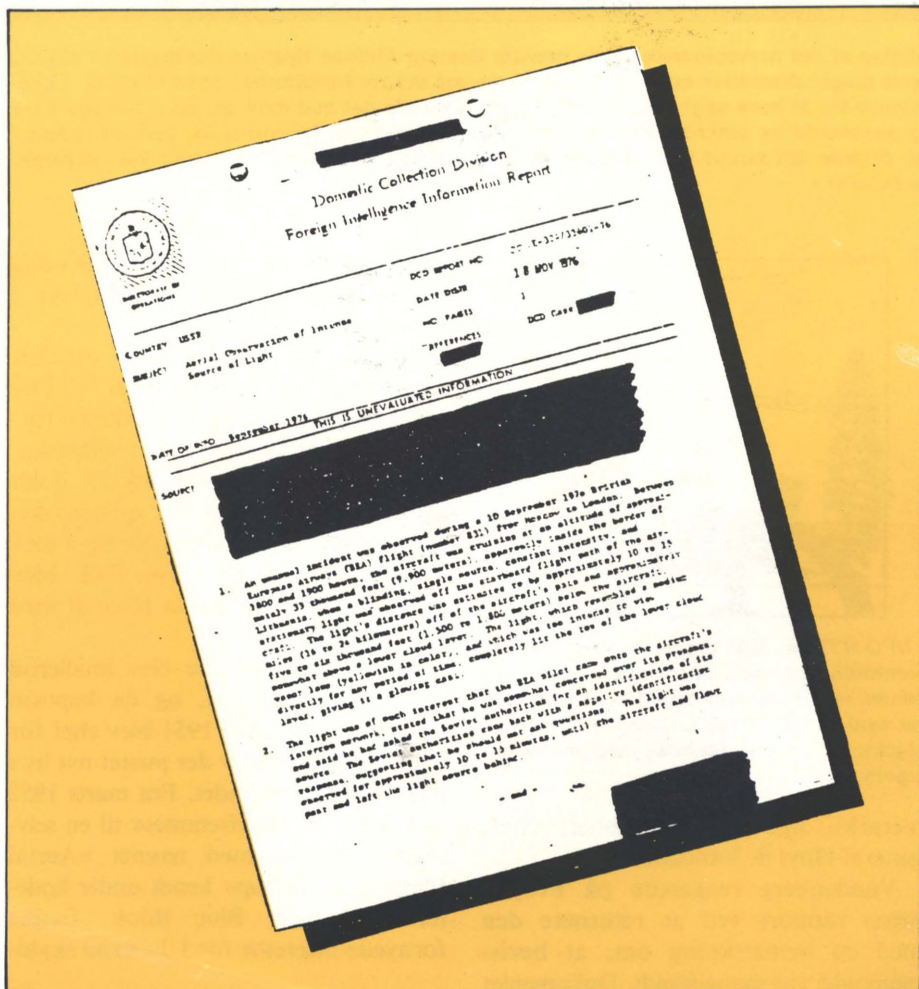 Domestic Collection Division
Foreign Intelligence Information Report
DIRECTORATE OF
OPERATIONS
DCD REPORT NO
DATE DISTR 18 NOV 1976
NO. PAGES 1
REFERENCES DCD Case
COUNTRY USSR
SUBJECT Aerial Observation of Intense
Source of Light
DATE OF INFO September 1976
THIS IS UNEVALUATED INFORMATION
SOURCE
1. An unusual incident was observed during a 10 September 1976 British
European Airways (BEA) flight (number 831) from Moscow to London. Between
1800 and 1900 hours, the aircraft was cruising at an altitude of approxi-
mately 33 thousand feet (9,900 meters), apparently inside the border of
Lithuania, when a blinding, single source, constant intensity, and
stationary light was observed off the starboard flight path of the air-
craft. The light's distance was estimated to be approximately 10 to 15
miles (16 to 24 kilometers) off of the aircraft's path and approximately
five to six thousand feet (1,500 to 1,800 meters) below the aircraft,
somewhat above a lower cloud layer. The light, which resembled a sodium
vapor lamp (yellowish in color), and which was too intense to view
directly for any period of time, completely lit the top of the lower cloud
layer, giving it a glowing cast.
2. The light was of such interest that the BEA pilot came onto the aircraft's
intercom network, stated that he was somewhat concerned over its presence,
and said he had asked the Soviet authorities for an identification of its
source. The Soviet authorities came back with a negative identification
response, suggesting that he should not ask questions. The light was
observed for approximately 10 to 15 minutes, until the aircraft had flown
past and left the light source behind.
- end -